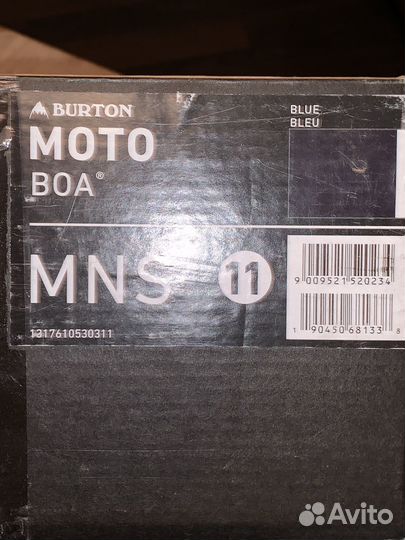 BURTON
MOTO
BOA®
BLUE
BLEU
MNS 11
9 009521 520234
1 90450 68133 8
1317610530311
Avito